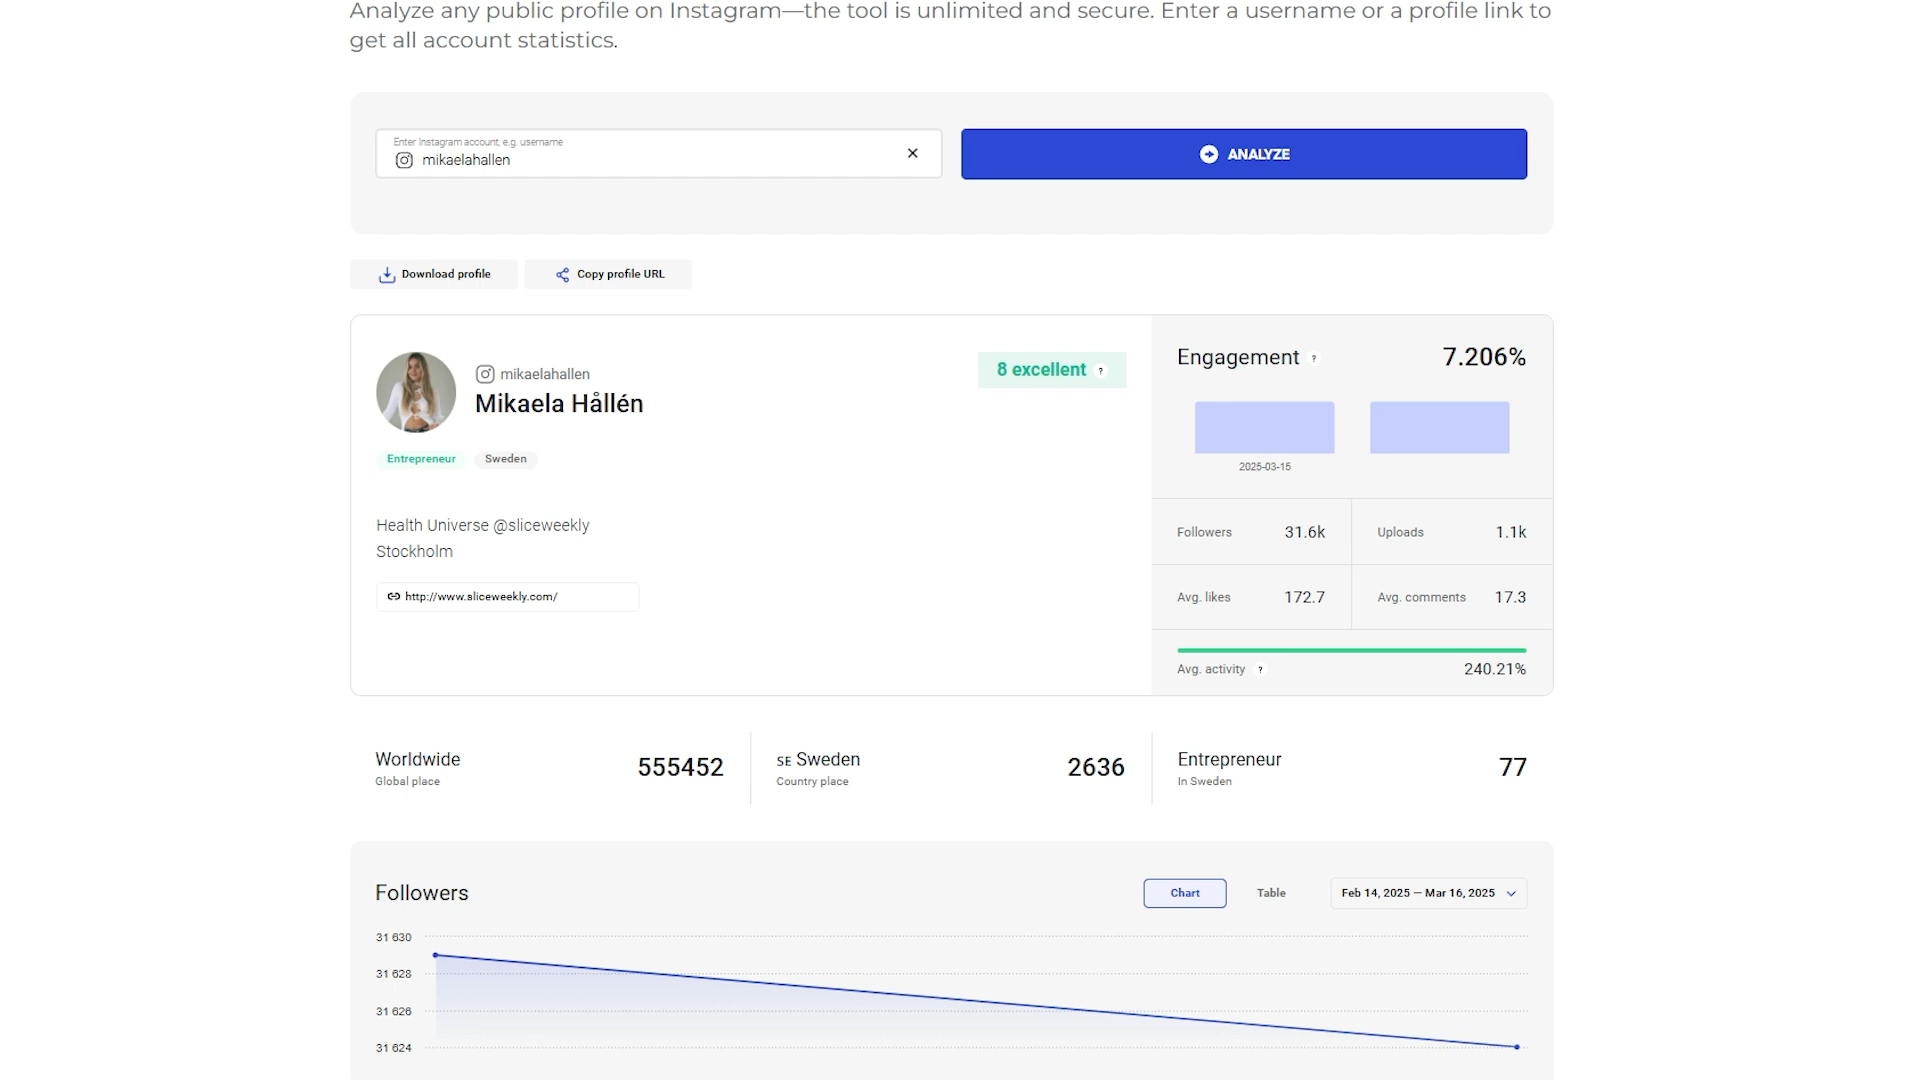 Analyze any public profile on Instagram—the tool is unlimited and secure. Enter a username or a profile link to
get all account statistics.
Enter Instagram account, e.g. username
mikaelahallen
ANALYZE
Download profile
Copy profile URL
mikaelahallen
Mikaela Hållén
8 excellent ?
Entrepreneur
Sweden
Health Universe @sliceweekly
Stockholm
http://www.sliceweekly.com/
Engagement ? 7.206%
2025-03-15
Followers 31.6k
Uploads 1.1k
Avg. likes 172.7
Avg. comments 17.3
Avg. activity ? 240.21%
Worldwide
Global place
555452
SE Sweden
Country place
2636
Entrepreneur
In Sweden
77
Followers
Chart
Table
Feb 14, 2025 — Mar 16, 2025
31 630
31 628
31 626
31 624